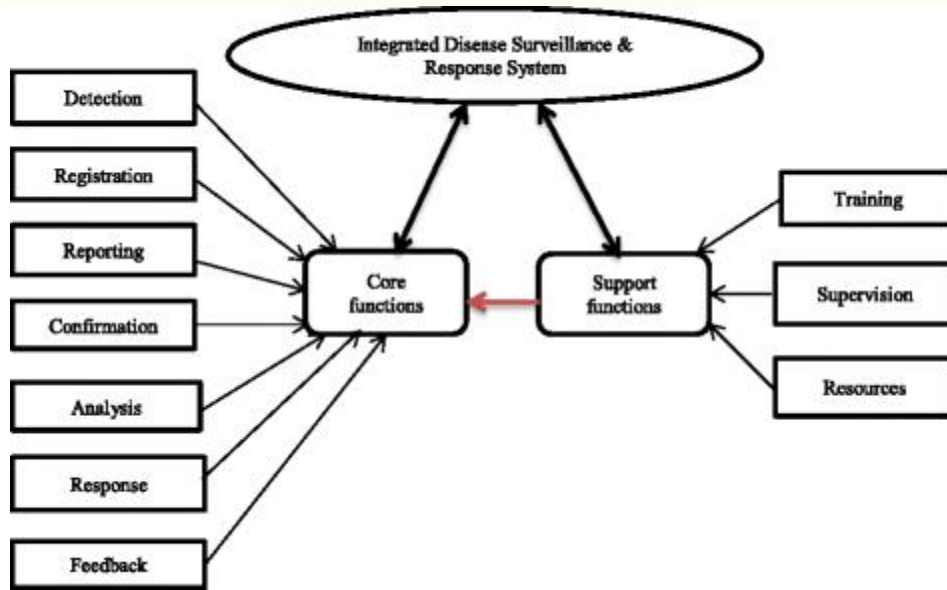 Integrated Disease Surveillance &
Response System
Detection
Registration
Reporting
Confirmation
Analysis
Response
Feedback
Core
functions
Support
functions
Training
Supervision
Resources